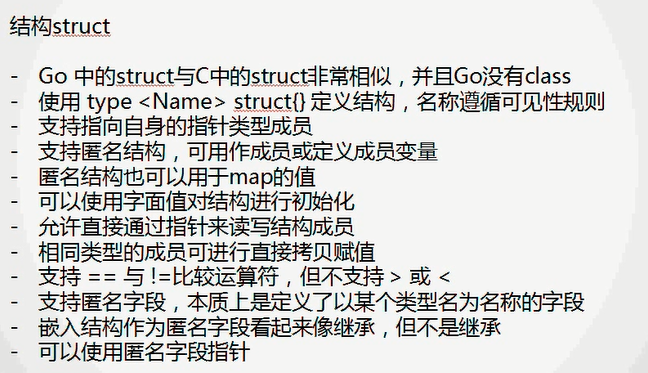 结构struct
- Go 中的struct与C中的struct非常相似，并且Go没有class
- 使用 type <Name> struct{} 定义结构，名称遵循可见性规则
- 支持指向自身的指针类型成员
- 支持匿名结构，可用作成员或定义成员变量
- 匿名结构也可以用于map的值
- 可以使用字面值对结构进行初始化
- 允许直接通过指针来读写结构成员
- 相同类型的成员可进行直接拷贝赋值
- 支持 == 与 !=比较运算符，但不支持 > 或 <
- 支持匿名字段，本质上是定义了以某个类型名为名称的字段
- 嵌入结构作为匿名字段看起来像继承，但不是继承
- 可以使用匿名字段指针